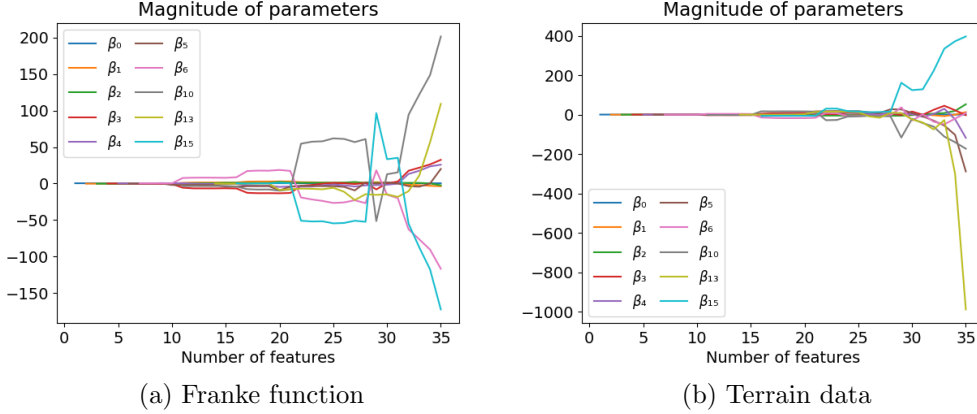 Magnitude of parameters
200
150
100
50
0
−50
−100
−150
β₀ β₅
β₁ β₆
β₂ β₁₀
β₃ β₁₃
β₄ β₁₅
0 5 10 15 20 25 30 35
Number of features
(a) Franke function
Magnitude of parameters
400
200
0
−200
−400
−600
−800
−1000
β₀ β₅
β₁ β₆
β₂ β₁₀
β₃ β₁₃
β₄ β₁₅
0 5 10 15 20 25 30 35
Number of features
(b) Terrain data